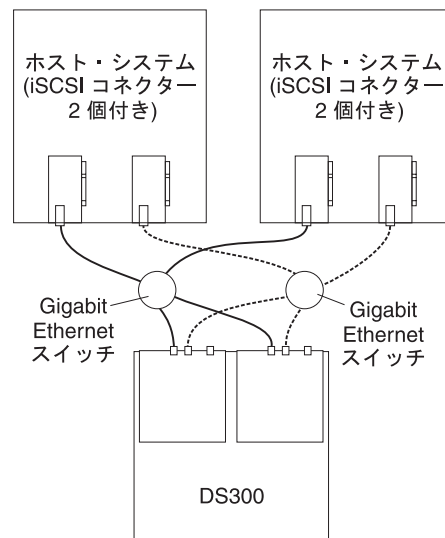 ホスト・システム
(iSCSI コネクター
2 個付き)
ホスト・システム
(iSCSI コネクター
2 個付き)
Gigabit
Ethernet
スイッチ
Gigabit
Ethernet
スイッチ
DS300